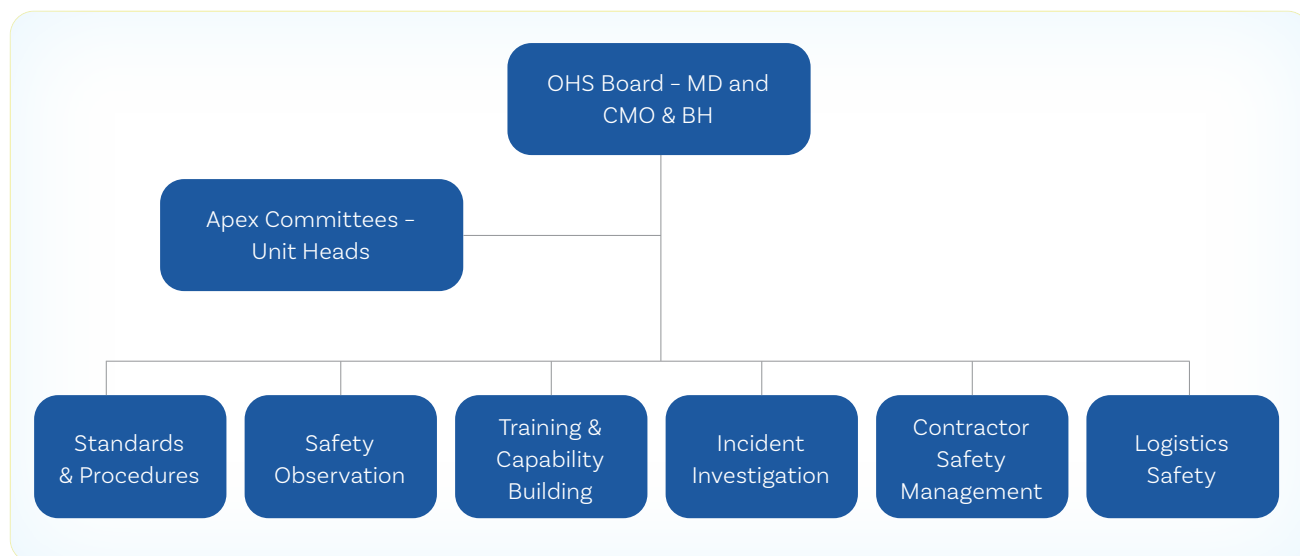 OHS Board – MD and
CMO & BH
Apex Committees –
Unit Heads
Standards
& Procedures
Safety
Observation
Training &
Capability
Building
Incident
Investigation
Contractor
Safety
Management
Logistics
Safety